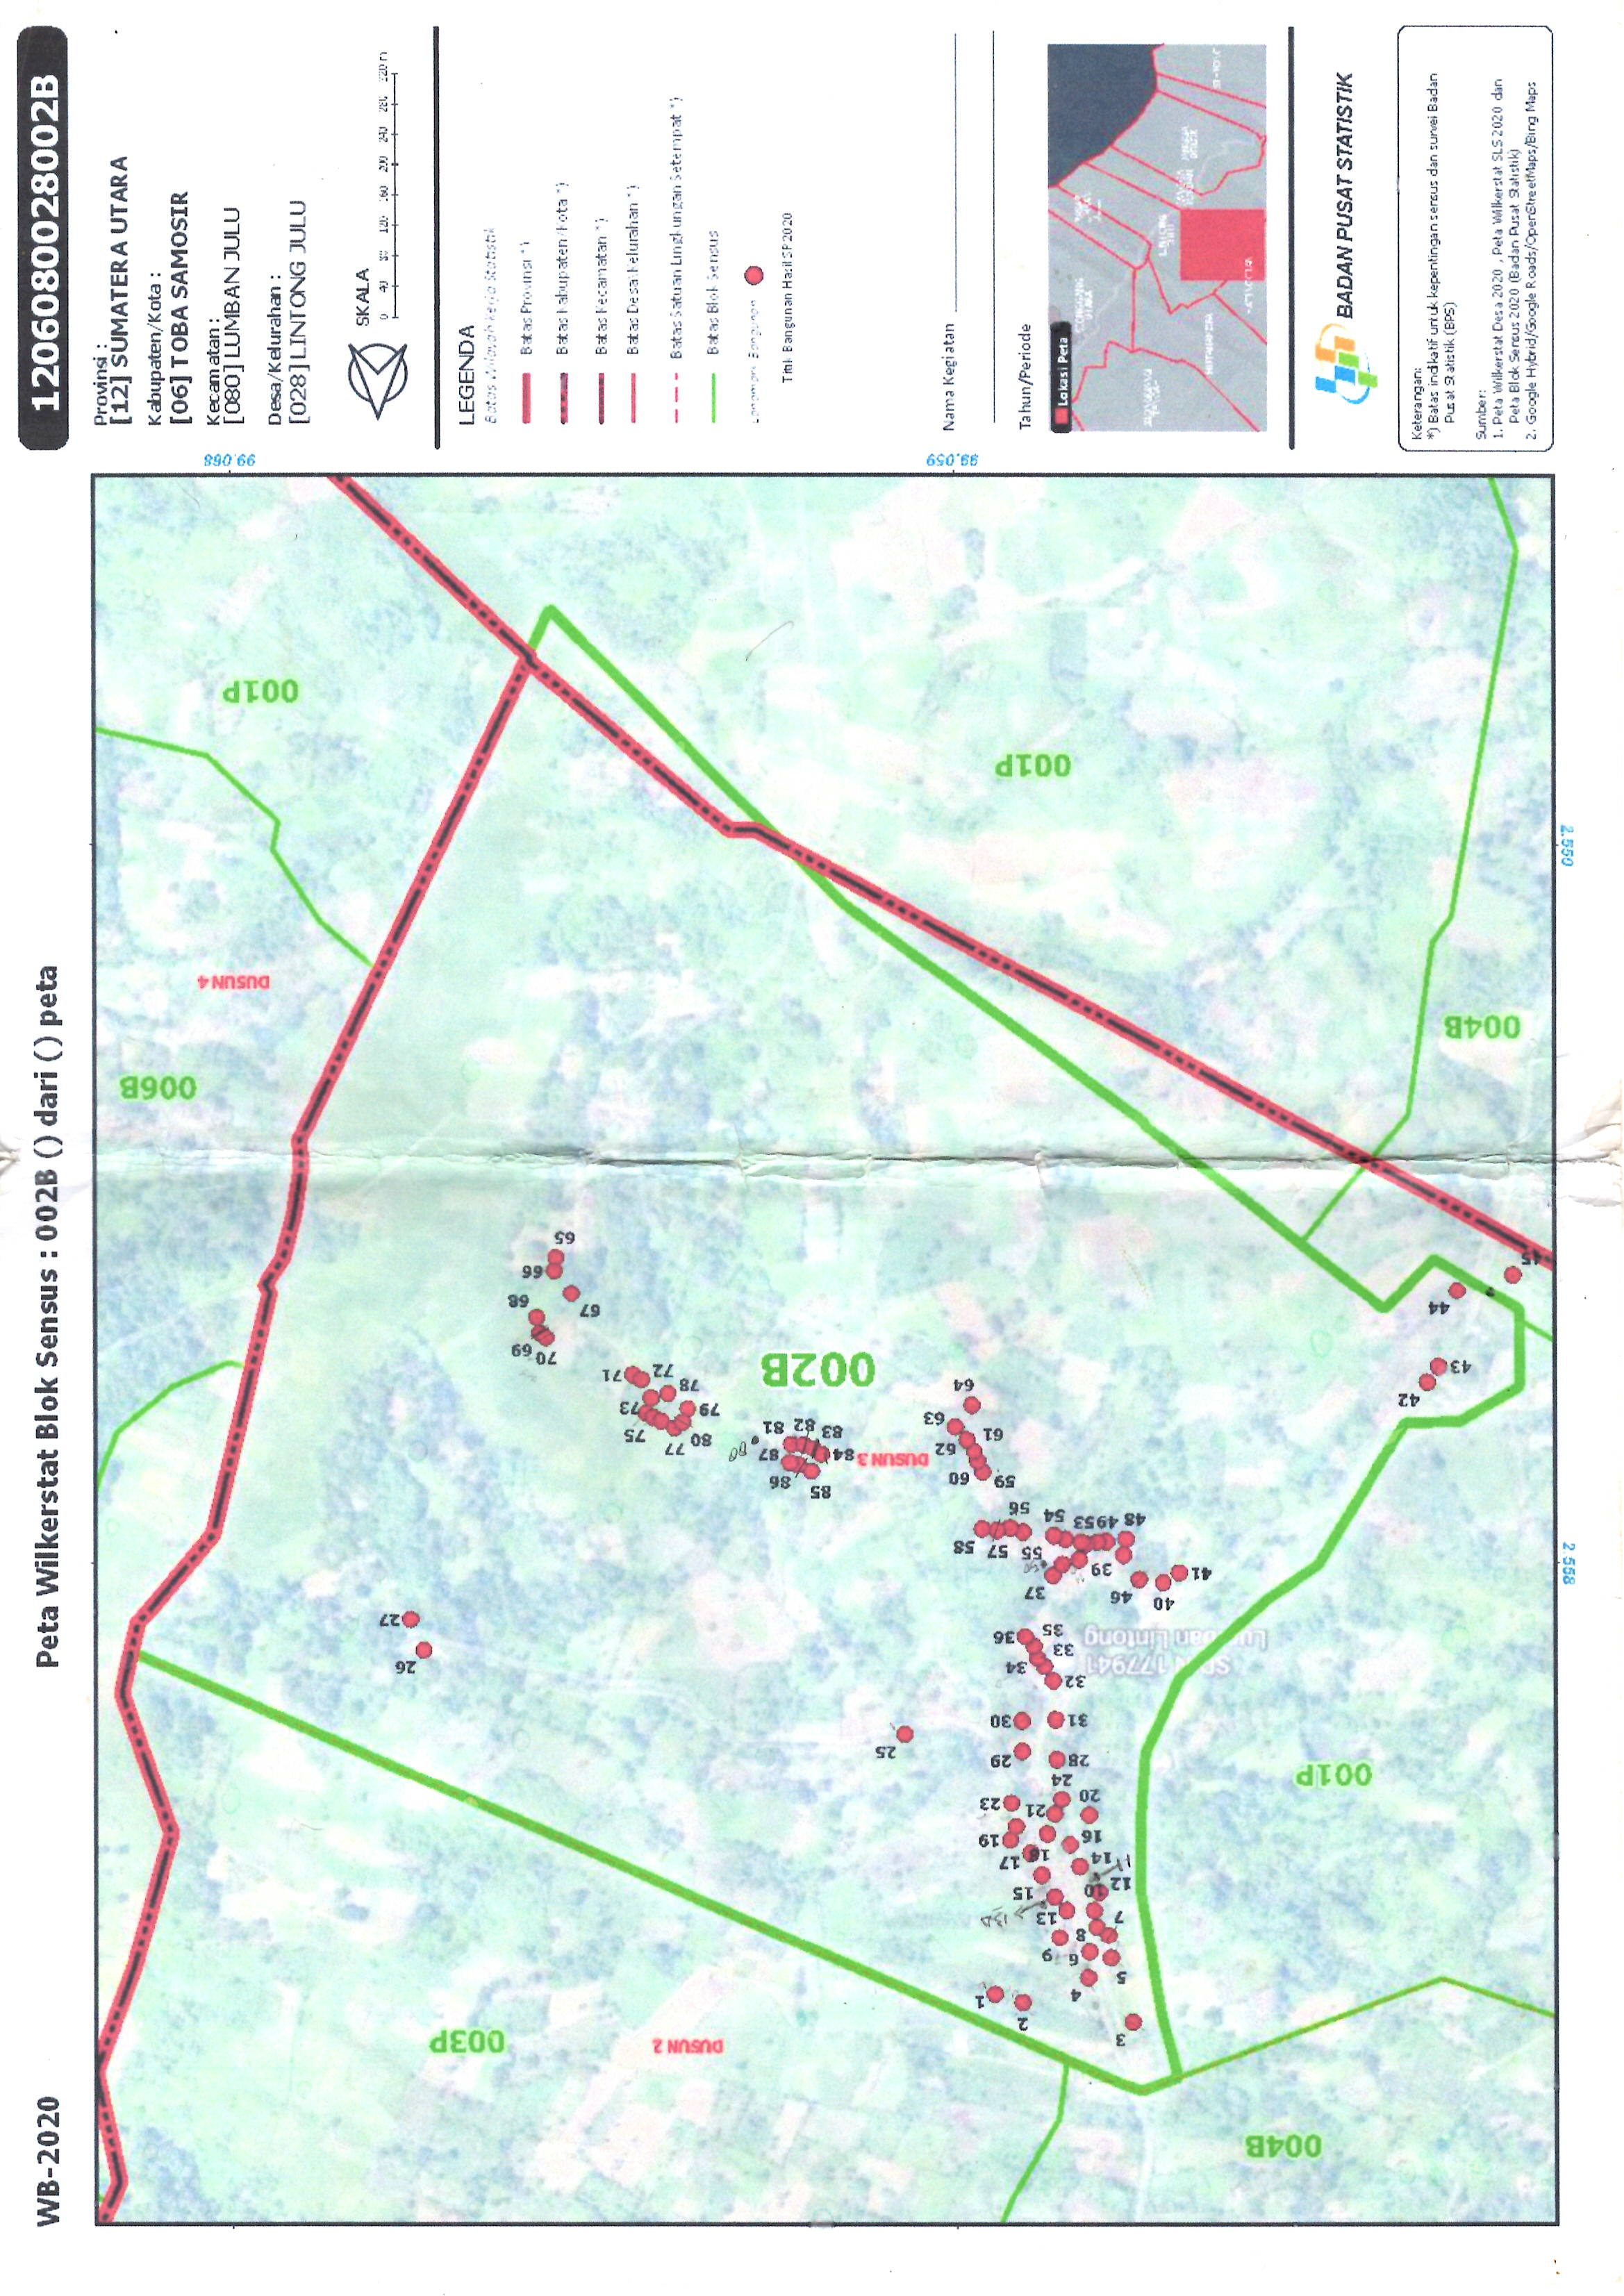 WB-2020
Peta Wilkerstat Blok Sensus : 002B () dari () peta
004B
003P
DUSUN 2
3
2
1
4
5
6
9
8
7
13
13A
15
10
12
14
17
18
16
19
21
20
23
24
001P
28
29
25
31
30
32
SDN 177941
Lumban Lintong
34
33
35
36
26
27
40
46
37
41
39
55
57
58
48
49
53
54
56
2.558
59
60
DUSUN 3
62
61
63
64
85
86
84
87
83
82
81
80
77
75
79
73
78
72
71
002B
42
43
44
45
70
69
67
68
66
65
006B
004B
DUSUN 4
2.550
001P
001P
99.059
99.068
1206080028002B
Provinsi :
[12] SUMATERA UTARA
Kabupaten/Kota :
[06] TOBA SAMOSIR
Kecamatan :
[080] LUMBAN JULU
Desa/Kelurahan :
[028] LINTONG JULU
SKALA
0 40 80 120 160 200 240 280 320 m
LEGENDA
Batas Wilayah Kerja Statistik
Batas Provinsi *)
Batas Kabupaten/Kota *)
Batas Kecamatan *)
Batas Desa/Kelurahan *)
Batas Satuan Lingkungan Setempat *)
Batas Blok Sensus
Titik Bangunan Hasil SP2020
Nama Kegiatan
Tahun/Periode
Lokasi Peta
BADAN PUSAT STATISTIK
Keterangan:
*) Batas indikatif untuk kepentingan sensus dan survei Badan
Pusat Statistik (BPS)
Sumber:
1. Peta Wilkerstat Desa 2020 , Peta Wilkerstat SLS 2020 dan
Peta Blok Sensus 2020 (Badan Pusat Statistik)
2. Google Hybrid/Google Roads/OpenStreetMaps/Bing Maps